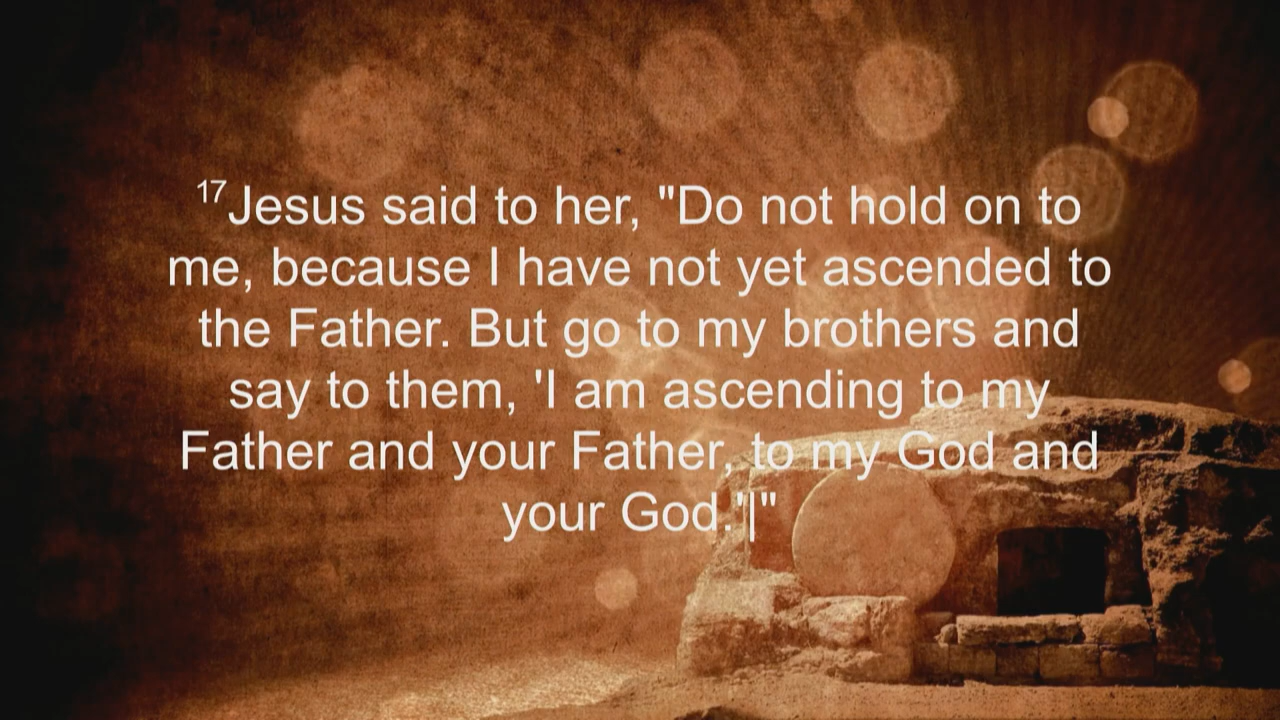 17Jesus said to her, "Do not hold on to
me, because I have not yet ascended to
the Father. But go to my brothers and
say to them, 'I am ascending to my
Father and your Father, to my God and
your God.'|"